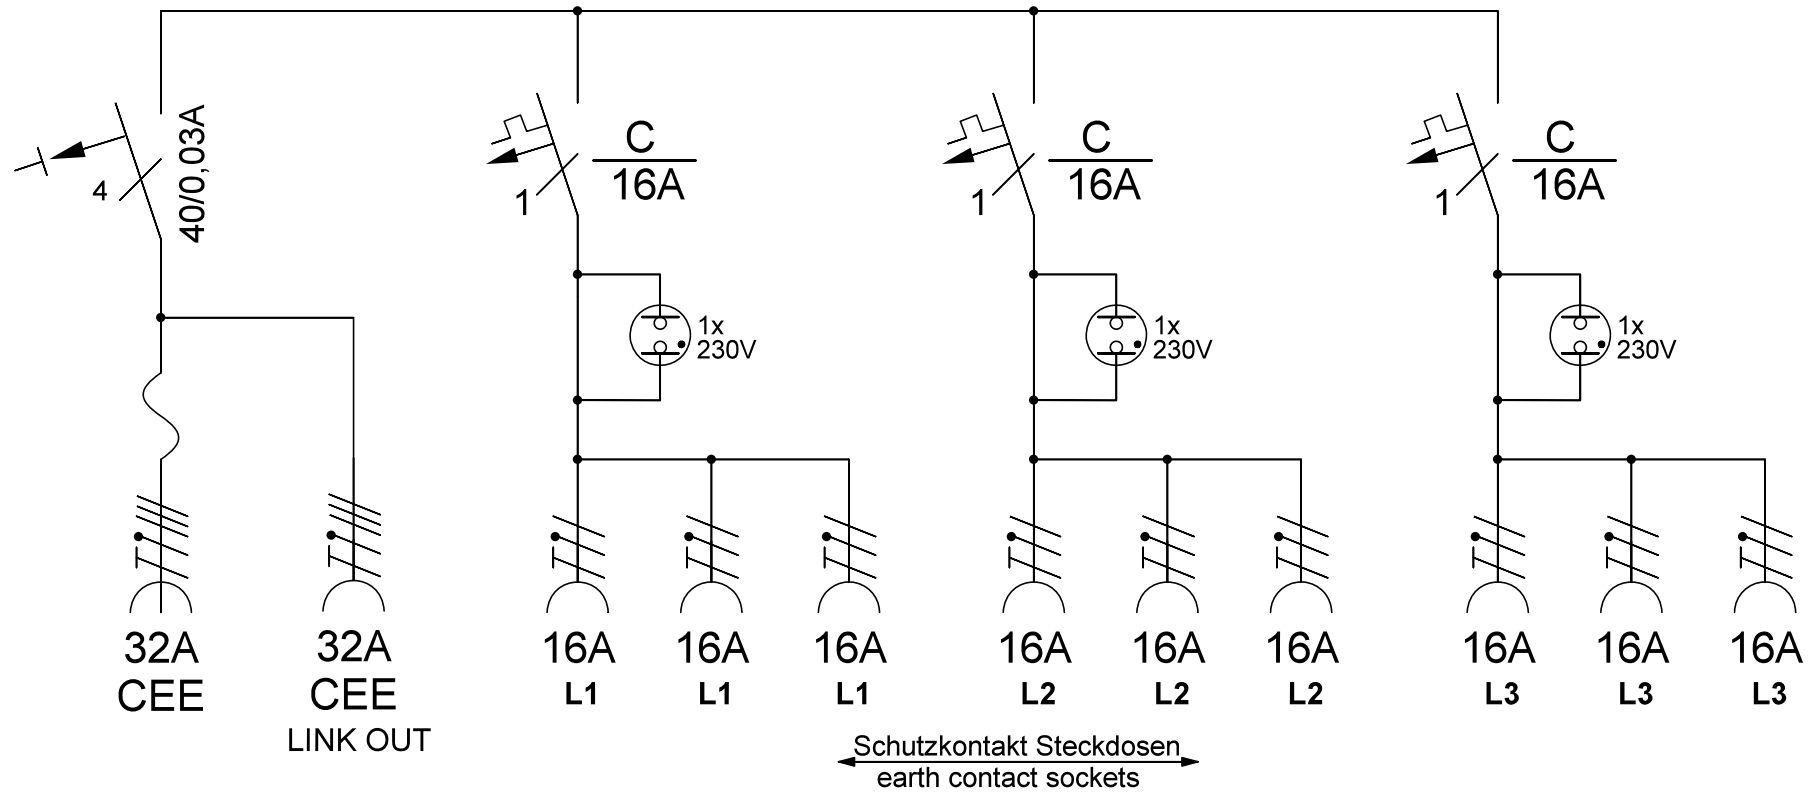 40/0,03A
4
C
16A
1
C
16A
1
C
16A
1
1x
230V
1x
230V
1x
230V
32A
CEE
32A
CEE
LINK OUT
16A
L1
16A
L1
16A
L1
16A
L2
16A
L2
16A
L2
16A
L3
16A
L3
16A
L3
Schutzkontakt Steckdosen
earth contact sockets